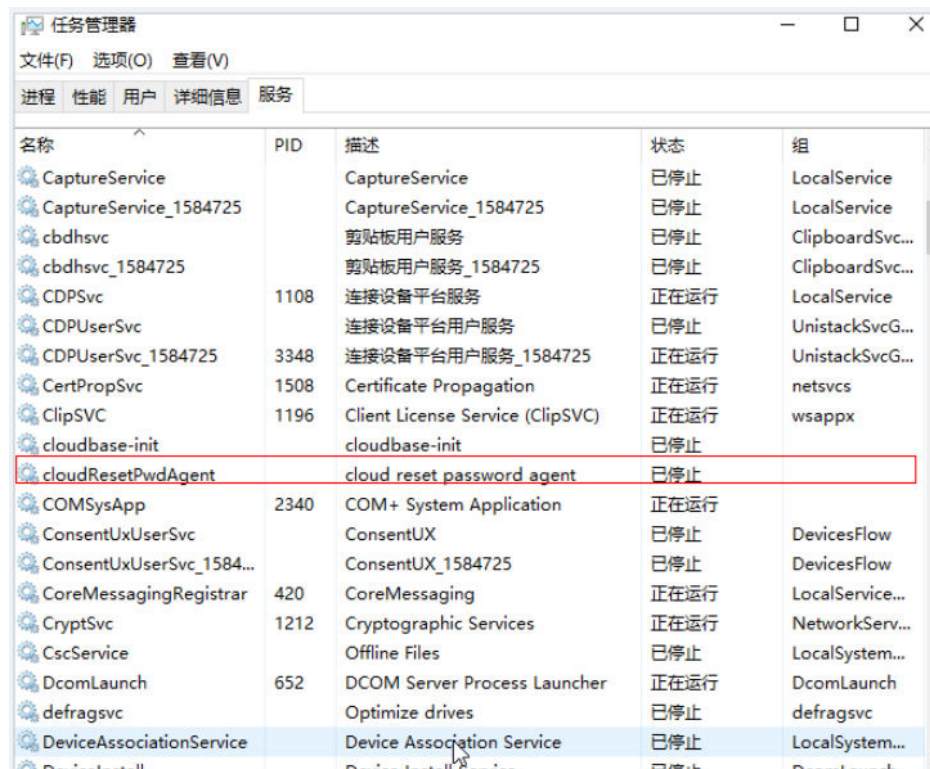 任务管理器
文件(F) 选项(O) 查看(V)
进程 性能 用户 详细信息 服务
名称 PID 描述 状态 组
CaptureService CaptureService 已停止 LocalService
CaptureService_1584725 CaptureService_1584725 已停止 LocalService
cbdhsvc 剪贴板用户服务 已停止 ClipboardSvc...
cbdhsvc_1584725 剪贴板用户服务_1584725 已停止 ClipboardSvc...
CDPSvc 1108 连接设备平台服务 正在运行 LocalService
CDPUserSvc 连接设备平台用户服务 已停止 UnistackSvcG...
CDPUserSvc_1584725 3348 连接设备平台用户服务_1584725 正在运行 UnistackSvcG...
CertPropSvc 1508 Certificate Propagation 正在运行 netsvcs
ClipSVC 1196 Client License Service (ClipSVC) 正在运行 wsappx
cloudbase-init cloudbase-init 已停止
cloudResetPwdAgent cloud reset password agent 已停止
COMSysApp 2340 COM+ System Application 正在运行
ConsentUxUserSvc ConsentUX 已停止 DevicesFlow
ConsentUxUserSvc_1584... ConsentUX_1584725 已停止 DevicesFlow
CoreMessagingRegistrar 420 CoreMessaging 正在运行 LocalService...
CryptSvc 1212 Cryptographic Services 正在运行 NetworkServ...
CscService Offline Files 已停止 LocalSystem...
DcomLaunch 652 DCOM Server Process Launcher 正在运行 DcomLaunch
defragsvc Optimize drives 已停止 defragsvc
DeviceAssociationService Device Association Service 已停止 LocalSystem...